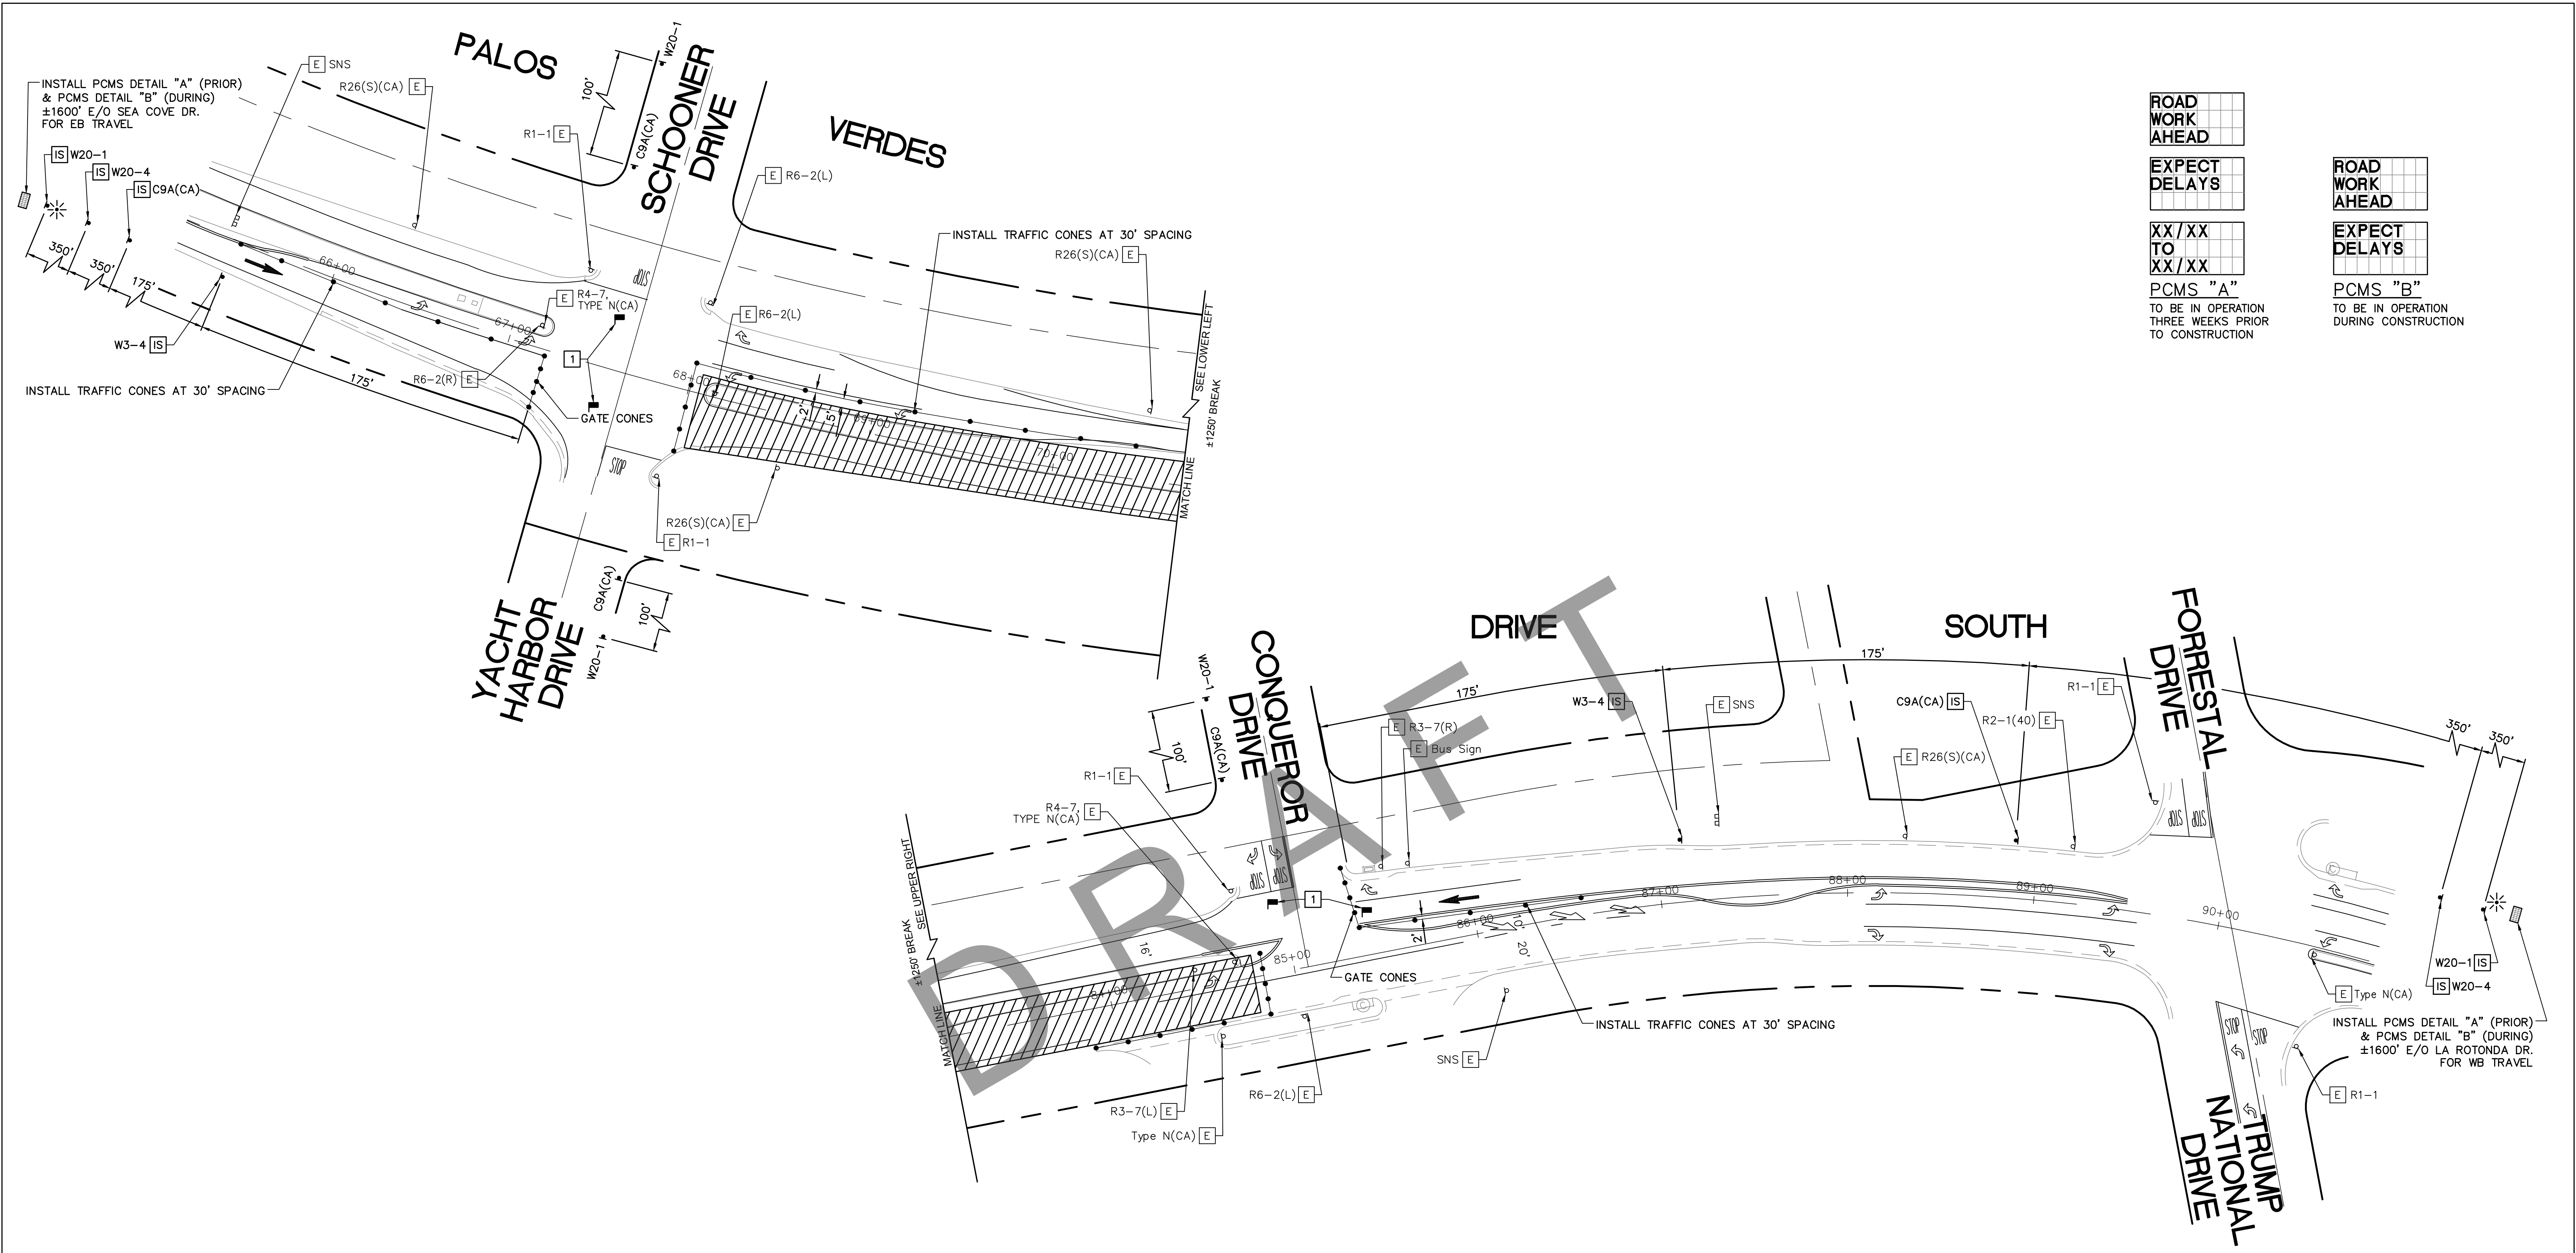 PALOS
VERDES
DRIVE
SOUTH
SCHOONER
DRIVE
YACHT
HARBOR
DRIVE
CONQUEROR
DRIVE
FORRESTAL
DRIVE
TRUMP
NATIONAL
DRIVE
INSTALL PCMS DETAIL "A" (PRIOR)
& PCMS DETAIL "B" (DURING)
±1600' E/O SEA COVE DR.
FOR EB TRAVEL
IS W20-1
IS W20-4
IS C9A(CA)
E SNS
R26(S)(CA) E
R1-1 E
W20-1
100'
C9A(CA)
E R6-2(L)
350'
350'
175'
175'
W3-4 IS
66+00
67+00
INSTALL TRAFFIC CONES AT 30' SPACING
R6-2(R) E
E R4-7,
TYPE N(CA)
1
GATE CONES
STOP
STOP
E R6-2(L)
INSTALL TRAFFIC CONES AT 30' SPACING
R26(S)(CA) E
68+00
2'
5'
69+00
70+00
R26(S)(CA) E
E R1-1
C9A(CA)
100'
W20-1
SEE LOWER LEFT
±1250' BREAK
MATCH LINE
ROAD
WORK
AHEAD
EXPECT
DELAYS
XX/XX
TO
XX/XX
PCMS "A"
TO BE IN OPERATION
THREE WEEKS PRIOR
TO CONSTRUCTION
ROAD
WORK
AHEAD
EXPECT
DELAYS
PCMS "B"
TO BE IN OPERATION
DURING CONSTRUCTION
DRAFT
SEE UPPER RIGHT
±1250' BREAK
MATCH LINE
W20-1
100'
C9A(CA)
R1-1 E
R4-7,
TYPE N(CA) E
STOP
STOP
1
16'
84+00
85+00
86+00
87+00
88+00
89+00
90+00
2'
10'
20'
GATE CONES
E R3-7(R)
E Bus Sign
175'
175'
W3-4 IS
E SNS
C9A(CA) IS
R2-1(40) E
E R26(S)(CA)
R1-1 E
STOP
STOP
350'
350'
W20-1 IS
IS W20-4
E Type N(CA)
INSTALL PCMS DETAIL "A" (PRIOR)
& PCMS DETAIL "B" (DURING)
±1600' E/O LA ROTONDA DR.
FOR WB TRAVEL
E R1-1
STOP
STOP
INSTALL TRAFFIC CONES AT 30' SPACING
SNS E
R6-2(L) E
R3-7(L) E
Type N(CA) E